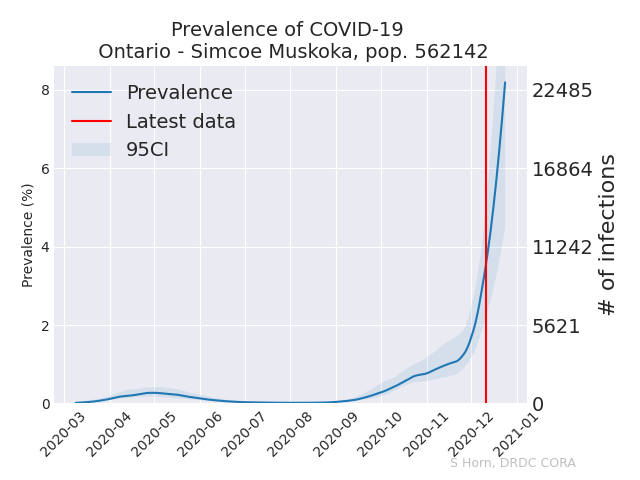 Prevalence of COVID-19
Ontario - Simcoe Muskoka, pop. 562142
Prevalence
Latest data
95CI
Prevalence (%)
8
6
4
2
0
22485
16864
11242
5621
0
# of infections
2020-03
2020-04
2020-05
2020-06
2020-07
2020-08
2020-09
2020-10
2020-11
2020-12
2021-01
S Horn, DRDC CORA